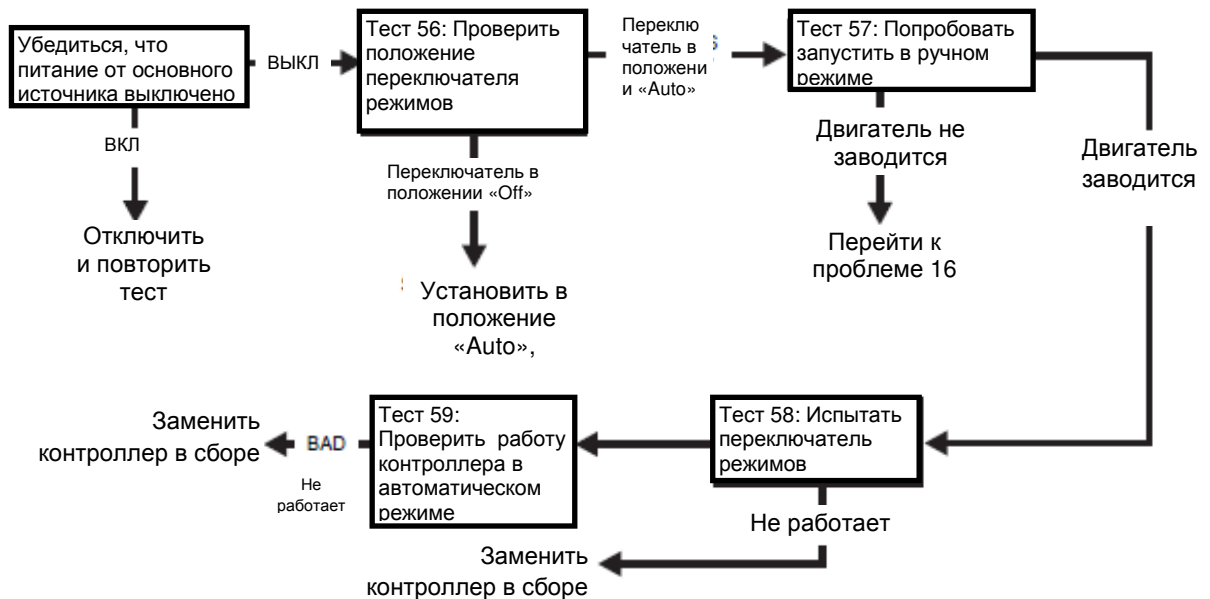 Убедиться, что
питание от основного
источника выключено
ВЫКЛ
Тест 56: Проверить
положение
переключателя
режимов
Переклю
чатель в
положени
и «Auto»
Тест 57: Попробовать
запустить в ручном
режиме
ВКЛ
Отключить
и повторить
тест
Переключатель в
положении «Off»
Установить в
положение
«Auto»,
Двигатель не
заводится
Перейти к
проблеме 16
Двигатель
заводится
Заменить
контроллер в сборе
BAD
Не
работает
Тест 59:
Проверить работу
контроллера в
автоматическом
режиме
Тест 58: Испытать
переключатель
режимов
Не работает
Заменить
контроллер в сборе